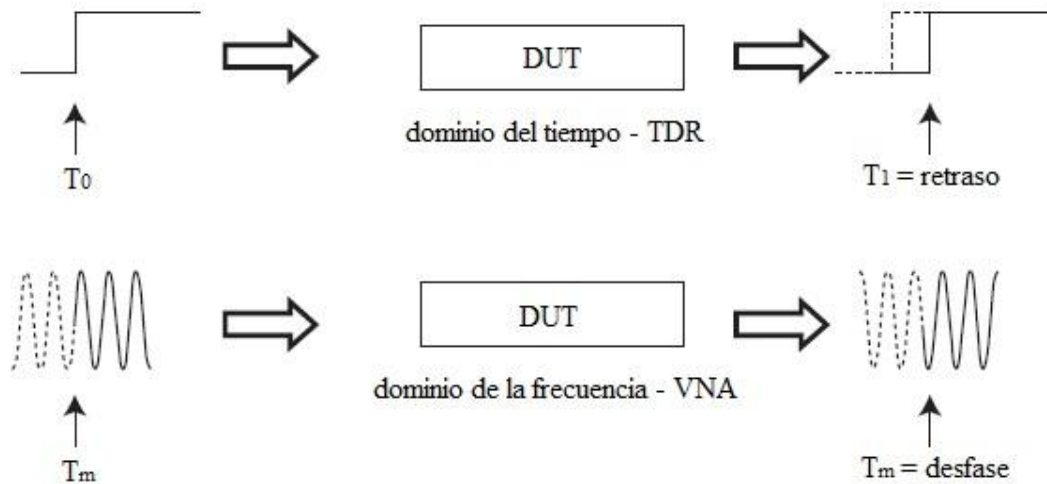 DUT
dominio del tiempo - TDR
T0
T1 = retraso
DUT
dominio de la frecuencia - VNA
Tm
Tm = desfase